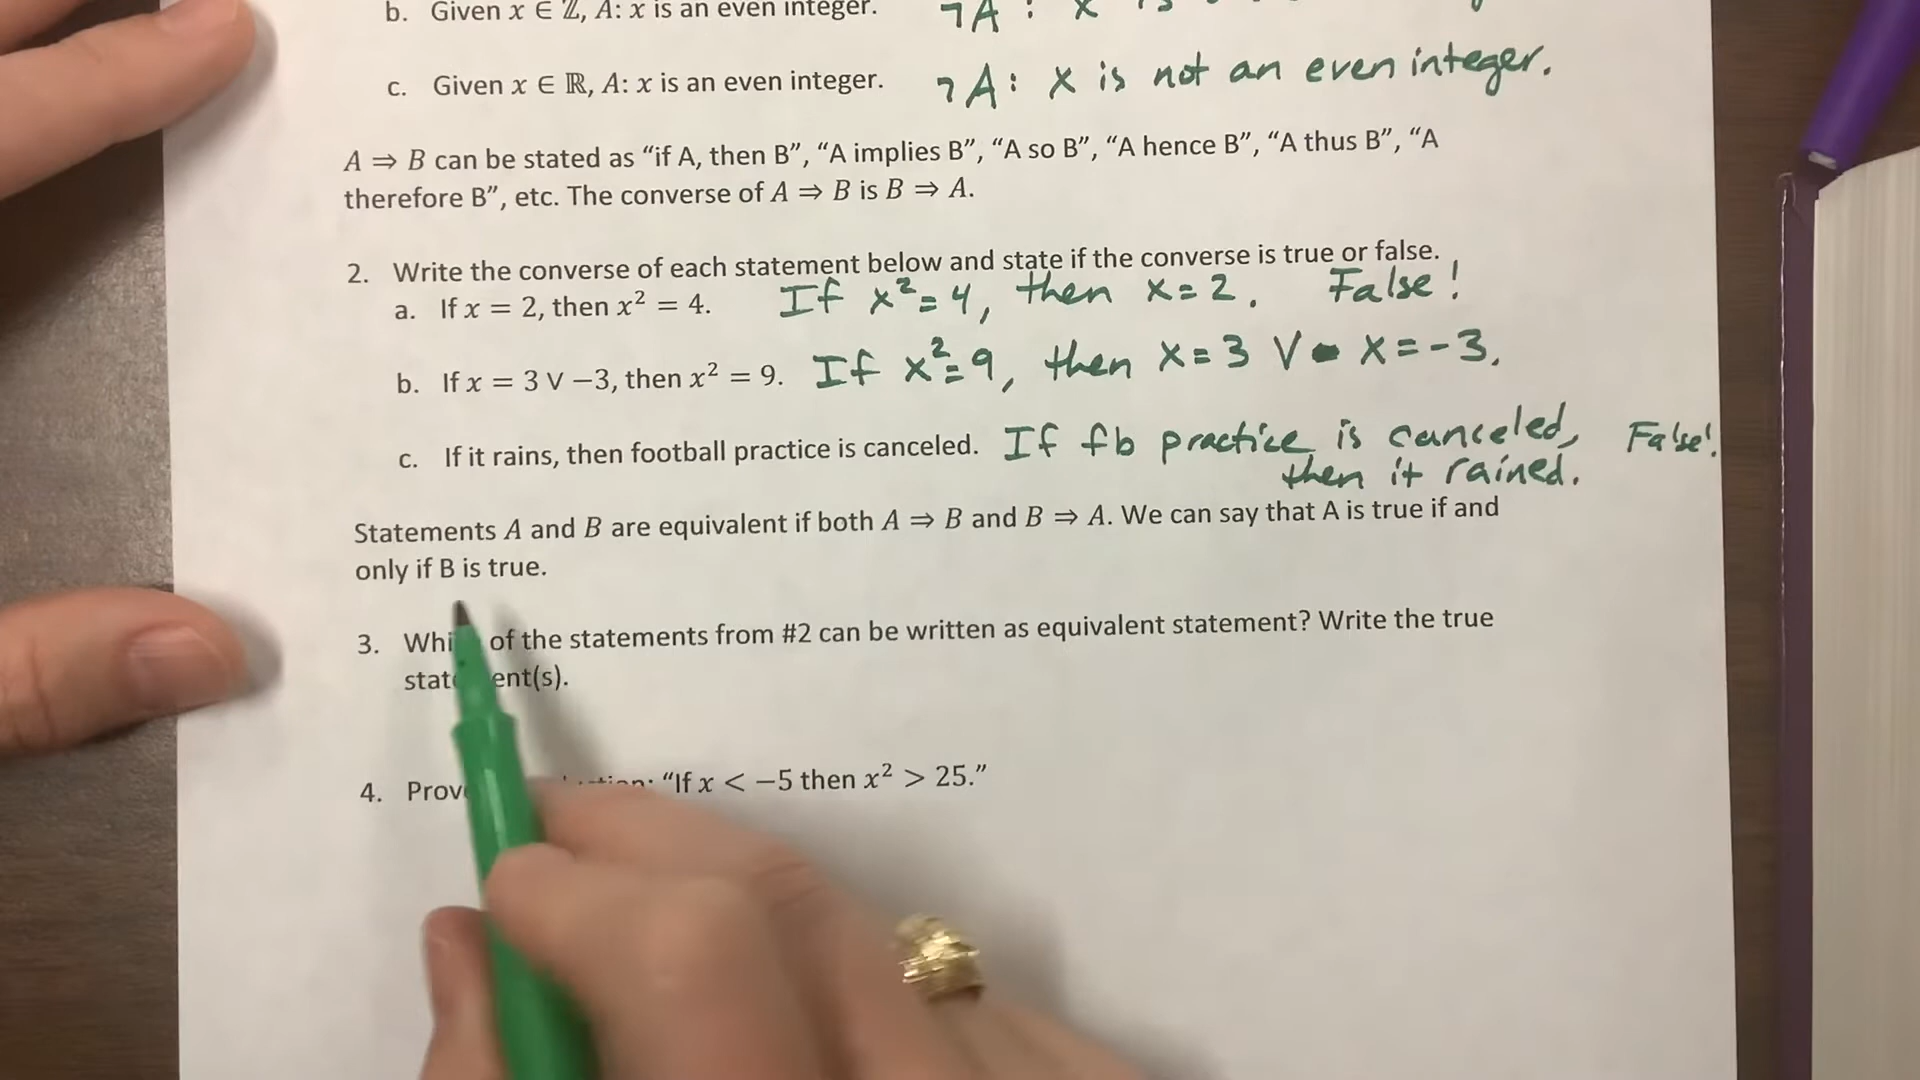 b. Given x ∈ ℤ, A: x is an even integer. ¬A : x is
c. Given x ∈ ℝ, A: x is an even integer. ¬A: x is not an even integer.
A ⇒ B can be stated as “if A, then B”, “A implies B”, “A so B”, “A hence B”, “A thus B”, “A
therefore B”, etc. The converse of A ⇒ B is B ⇒ A.
2. Write the converse of each statement below and state if the converse is true or false.
a. If x = 2, then x² = 4. If x² = 4, then x = 2. False!
b. If x = 3 ∨ −3, then x² = 9. If x² = 9, then x = 3 ∨ x = -3.
c. If it rains, then football practice is canceled. If fb practice is canceled, False!
then it rained.
Statements A and B are equivalent if both A ⇒ B and B ⇒ A. We can say that A is true if and
only if B is true.
3. Whi of the statements from #2 can be written as equivalent statement? Write the true
stat ent(s).
4. Prov “If x < −5 then x² > 25.”